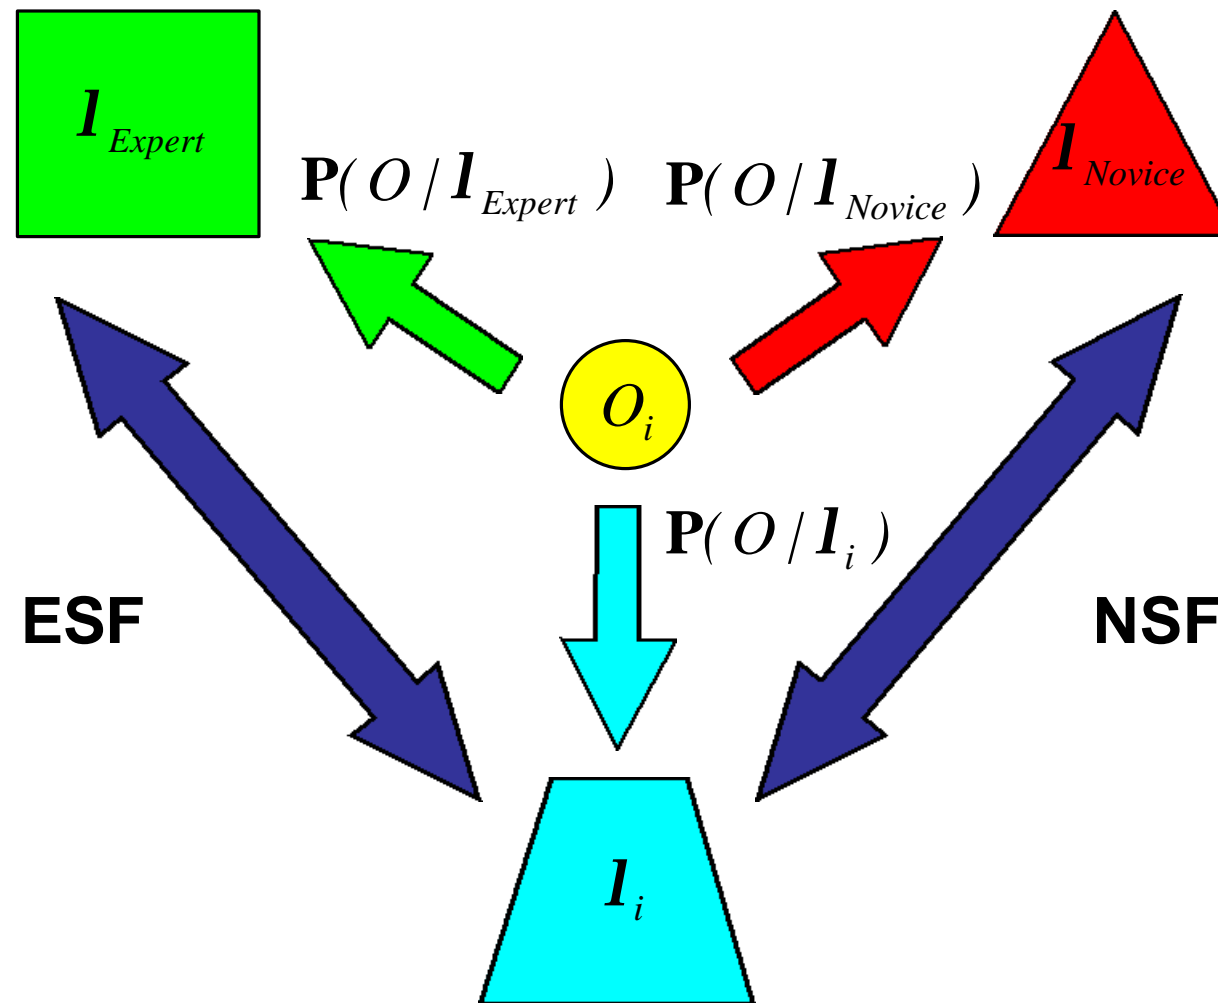 l Expert
l Novice
P( O / l Expert )
P( O / l Novice )
O i
P( O / l i )
ESF
NSF
l i